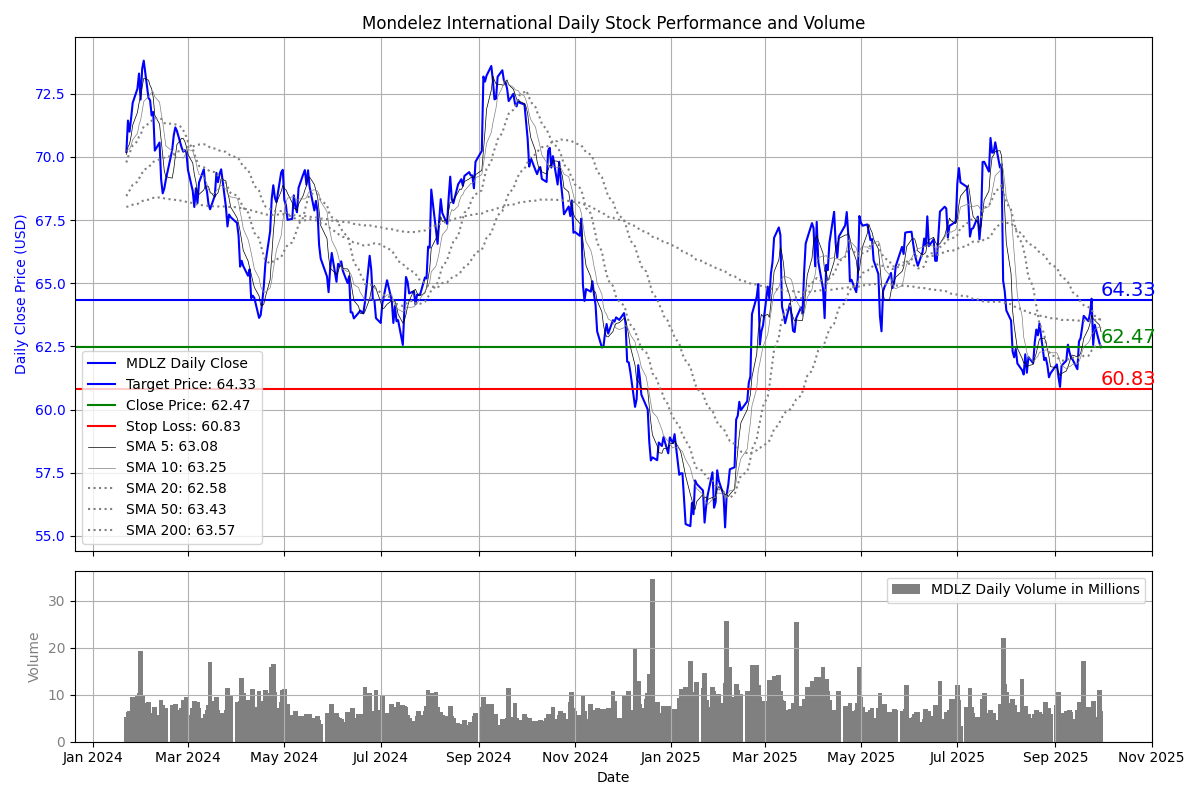 Mondelez International Daily Stock Performance and Volume
Daily Close Price (USD)
72.5
70.0
67.5
65.0
62.5
60.0
57.5
55.0
64.33
62.47
60.83
MDLZ Daily Close
Target Price: 64.33
Close Price: 62.47
Stop Loss: 60.83
SMA 5: 63.08
SMA 10: 63.25
SMA 20: 62.58
SMA 50: 63.43
SMA 200: 63.57
Volume
30
20
10
0
MDLZ Daily Volume in Millions
Jan 2024 Mar 2024 May 2024 Jul 2024 Sep 2024 Nov 2024 Jan 2025 Mar 2025 May 2025 Jul 2025 Sep 2025 Nov 2025
Date